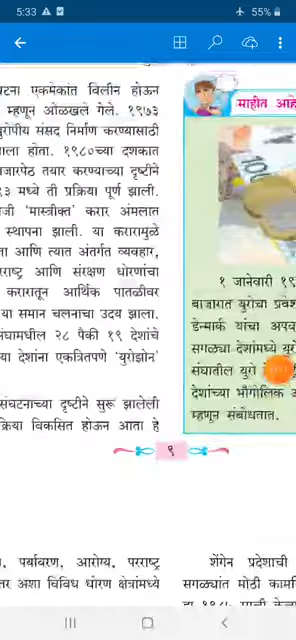 5:33
55%
घटना एकमेकांत विलीन होऊन
म्हणून ओळखले गेले. १९७३
युरोपीय संसद निर्माण करण्यासाठी
ाला होता. १९८०च्या दशकात
ाजारपेठ तयार करण्याच्या दृष्टीने
९३ मध्ये ती प्रक्रिया पूर्ण झाली.
'मास्त्रीक्त' करार अंमलात
स्थापना झाली. या करारामुळे
आणि त्यात अंतर्गत व्यवहार,
आणि संरक्षण धोरणांचा
करारातून आर्थिक पातळीवर
या समान चलनाचा उदय झाला.
संघामधील २८ पैकी १९ देशांचे
या देशांना एकत्रितपणे 'युरोझोन'
संघटनाच्या दृष्टीने सुरू झालेली
विकसित होऊन आता हे
माहीत आहे
१ जानेवारी १९
बाजारात युरोचा प्रवेश
डेन्मार्क यांचा अपव
सगळ्या देशांमध्ये
संघातील
देशांच्या भौगोलिक
म्हणून संबोधतात.
९
पर्यावरण, आरोग्य, परराष्ट्र
अशा विविध धोरण क्षेत्रांमध्ये
शेंगेन प्रदेशाची
सगळ्यांत मोठी